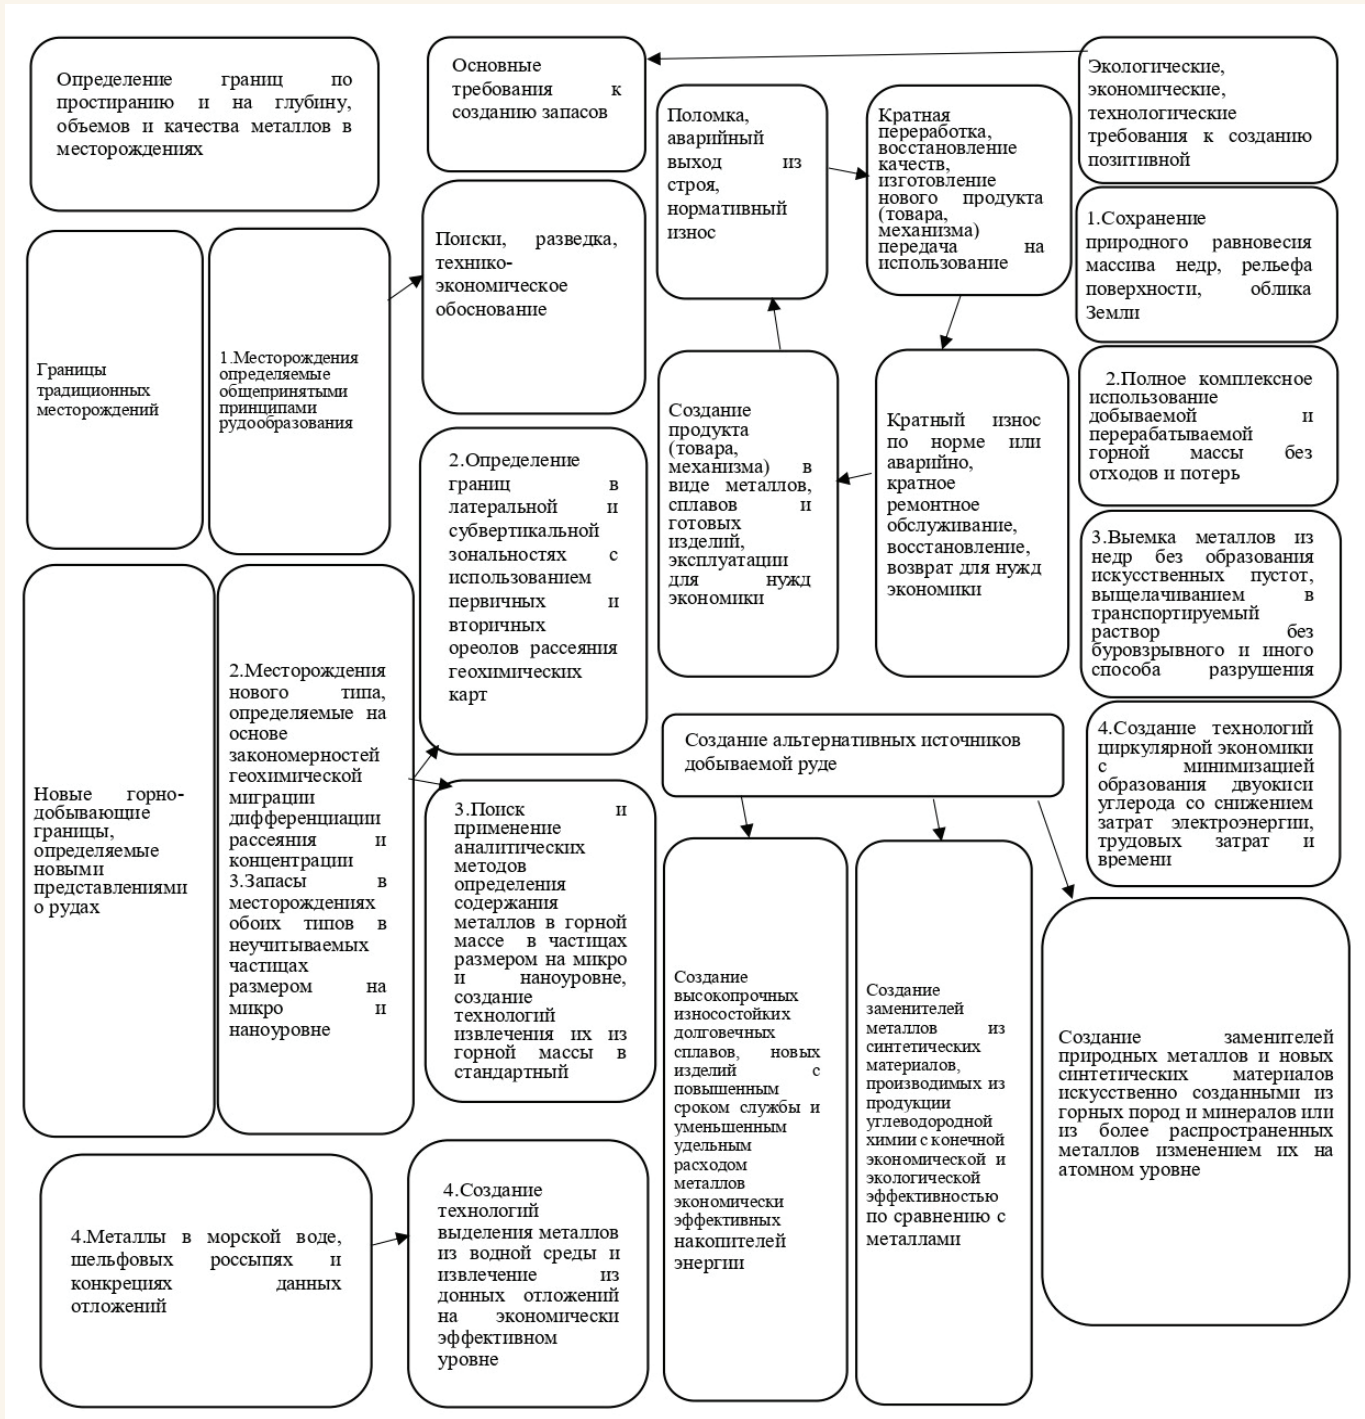 Определение границ по
простиранию и на глубину,
объемов и качества металлов в
месторождениях
Основные
требования к
созданию запасов
Экологические,
экономические,
технологические
требования к созданию
позитивной
Поломка,
аварийный
выход из
строя,
нормативный
износ
Кратная
переработка,
восстановление
качеств,
изготовление
нового продукта
(товара,
механизма)
передача на
использование
1.Сохранение
природного равновесия
массива недр, рельефа
поверхности, облика
Земли
Границы
традиционных
месторождений
1.Месторождения
определяемые
общепринятыми
принципами
рудообразования
Поиски, разведка,
технико-
экономическое
обоснование
2.Определение
границ в
латеральной и
субвертикальной
зональностях с
использованием
первичных и
вторичных
ореолов рассеяния
геохимических
карт
Создание
продукта
(товара,
механизма) в
виде металлов,
сплавов и
готовых
изделий,
эксплуатации
для нужд
экономики
Кратный износ
по норме или
аварийно,
кратное
ремонтное
обслуживание,
восстановление,
возврат для нужд
экономики
2.Полное комплексное
использование
добываемой и
перерабатываемой
горной массы без
отходов и потерь
3.Выемка металлов из
недр без образования
искусственных пустот,
выщелачиванием в
транспортируемый
раствор без
буровзрывного и иного
способа разрушения
4.Создание технологий
циркулярной экономики
с минимизацией
образования двуокиси
углерода со снижением
затрат электроэнергии,
трудовых затрат и
времени
Новые горно-
добывающие
границы,
определяемые
новыми
представлениями
о рудах
2.Месторождения
нового типа,
определяемые на
основе
закономерностей
геохимической
миграции
дифференциации
рассеяния и
концентрации
3.Запасы в
месторождениях
обоих типов в
неучитываемых
частицах
размером на
микро и
наноуровне
3.Поиск и
применение
аналитических
методов
определения
содержания
металлов в горной
массе в частицах
размером на микро
и наноуровне,
создание
технологий
извлечения их из
горной массы в
стандартный
Создание альтернативных источников
добываемой руде
Создание
высокопрочных
износостойких
долговечных
сплавов, новых
изделий с
повышенным
сроком службы и
уменьшенным
удельным
расходом
металлов
экономически
эффективных
накопителей
энергии
Создание
заменителей
металлов из
синтетических
материалов,
производимых из
продукции
углеводородной
химии с конечной
экономической и
экологической
эффективностью
по сравнению с
металлами
Создание заменителей
природных металлов и новых
синтетических материалов
искусственно созданными из
горных пород и минералов или
из более распространенных
металлов изменением их на
атомном уровне
4.Металлы в морской воде,
шельфовых россыпях и
конкрециях данных
отложений
4.Создание
технологий
выделения металлов
из водной среды и
извлечение из
донных отложений
на экономически
эффективном
уровне